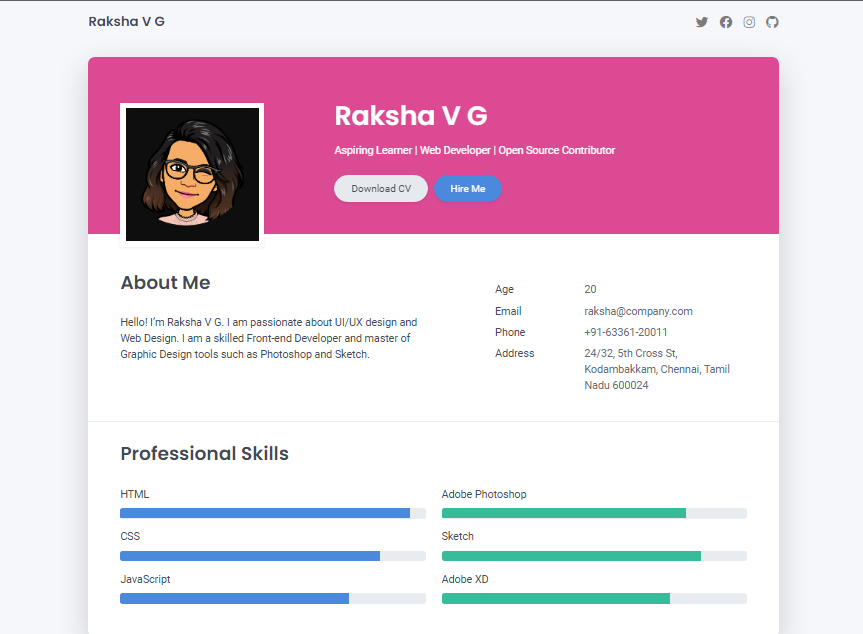 Raksha V G
Raksha V G
Aspiring Learner | Web Developer | Open Source Contributor
Download CV
Hire Me
About Me
Hello! I’m Raksha V G. I am passionate about UI/UX design and
Web Design. I am a skilled Front-end Developer and master of
Graphic Design tools such as Photoshop and Sketch.
Age
20
Email
raksha@company.com
Phone
+91-63361-20011
Address
24/32, 5th Cross St,
Kodambakkam, Chennai, Tamil
Nadu 600024
Professional Skills
HTML
Adobe Photoshop
CSS
Sketch
JavaScript
Adobe XD